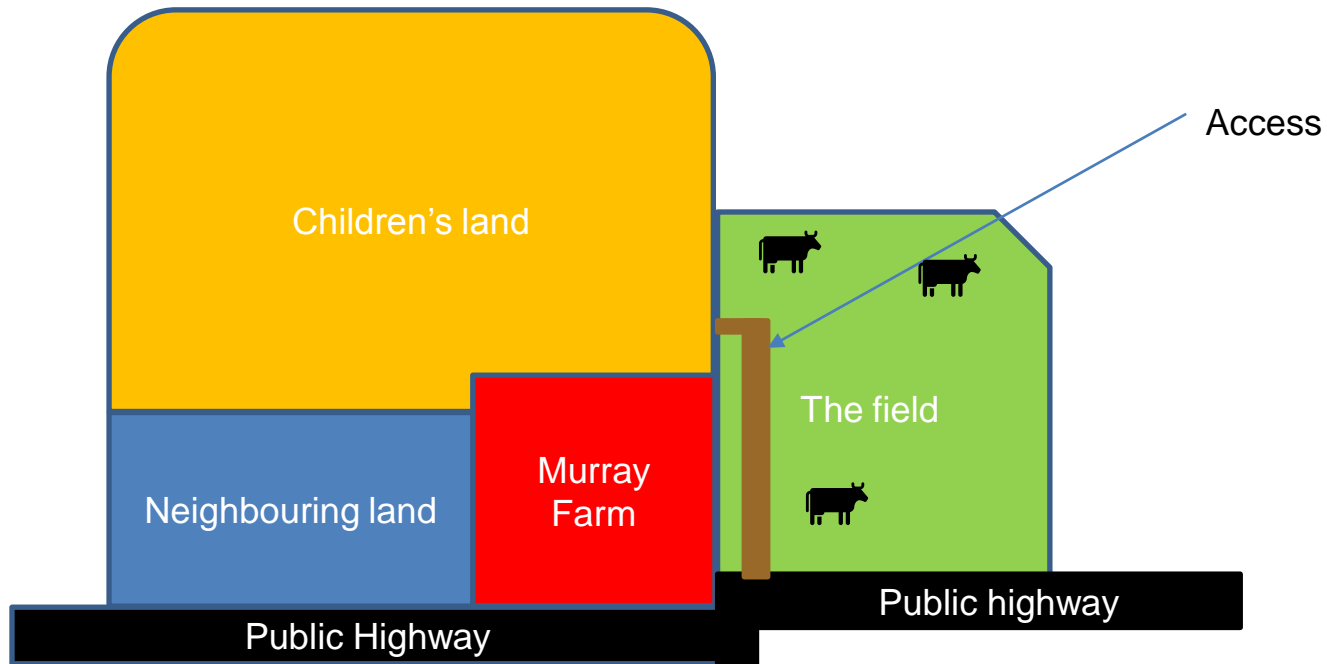 Access
Children's land
The field
Murray
Farm
Neighbouring land
Public highway
Public Highway